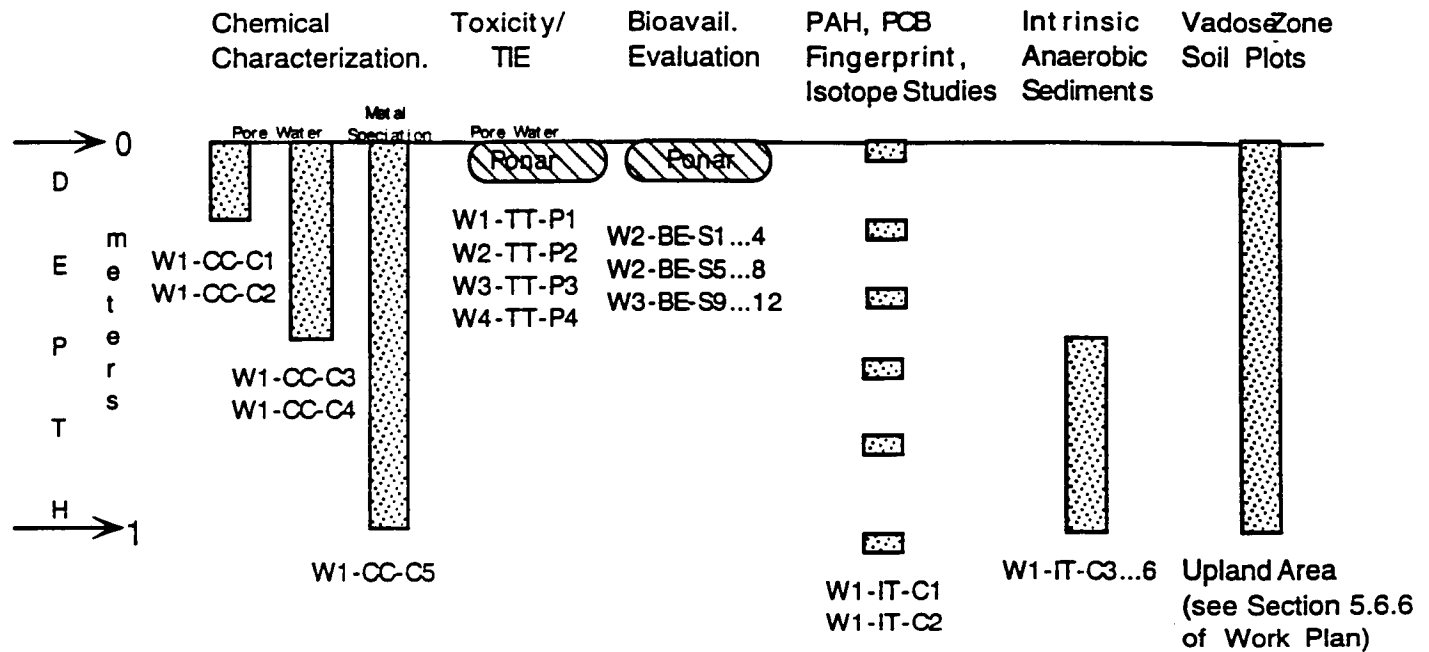 Chemical
Characterization.
Toxicity/
TIE
Bioavail.
Evaluation
PAH, PCB
Fingerprint,
Isotope Studies
Intrinsic
Anaerobic
Sediments
Vadose Zone
Soil Plots
Pore Water
Metal
Speciation
Pore Water
0
Ponar
Ponar
DEPTH
meters
W1-CC-C1
W1-CC-C2
W1-CC-C3
W1-CC-C4
W1-CC-C5
W1-TT-P1
W2-TT-P2
W3-TT-P3
W4-TT-P4
W2-BE-S1...4
W2-BE-S5...8
W3-BE-S9...12
1
W1-IT-C1
W1-IT-C2
W1-IT-C3...6
Upland Area
(see Section 5.6.6
of Work Plan)